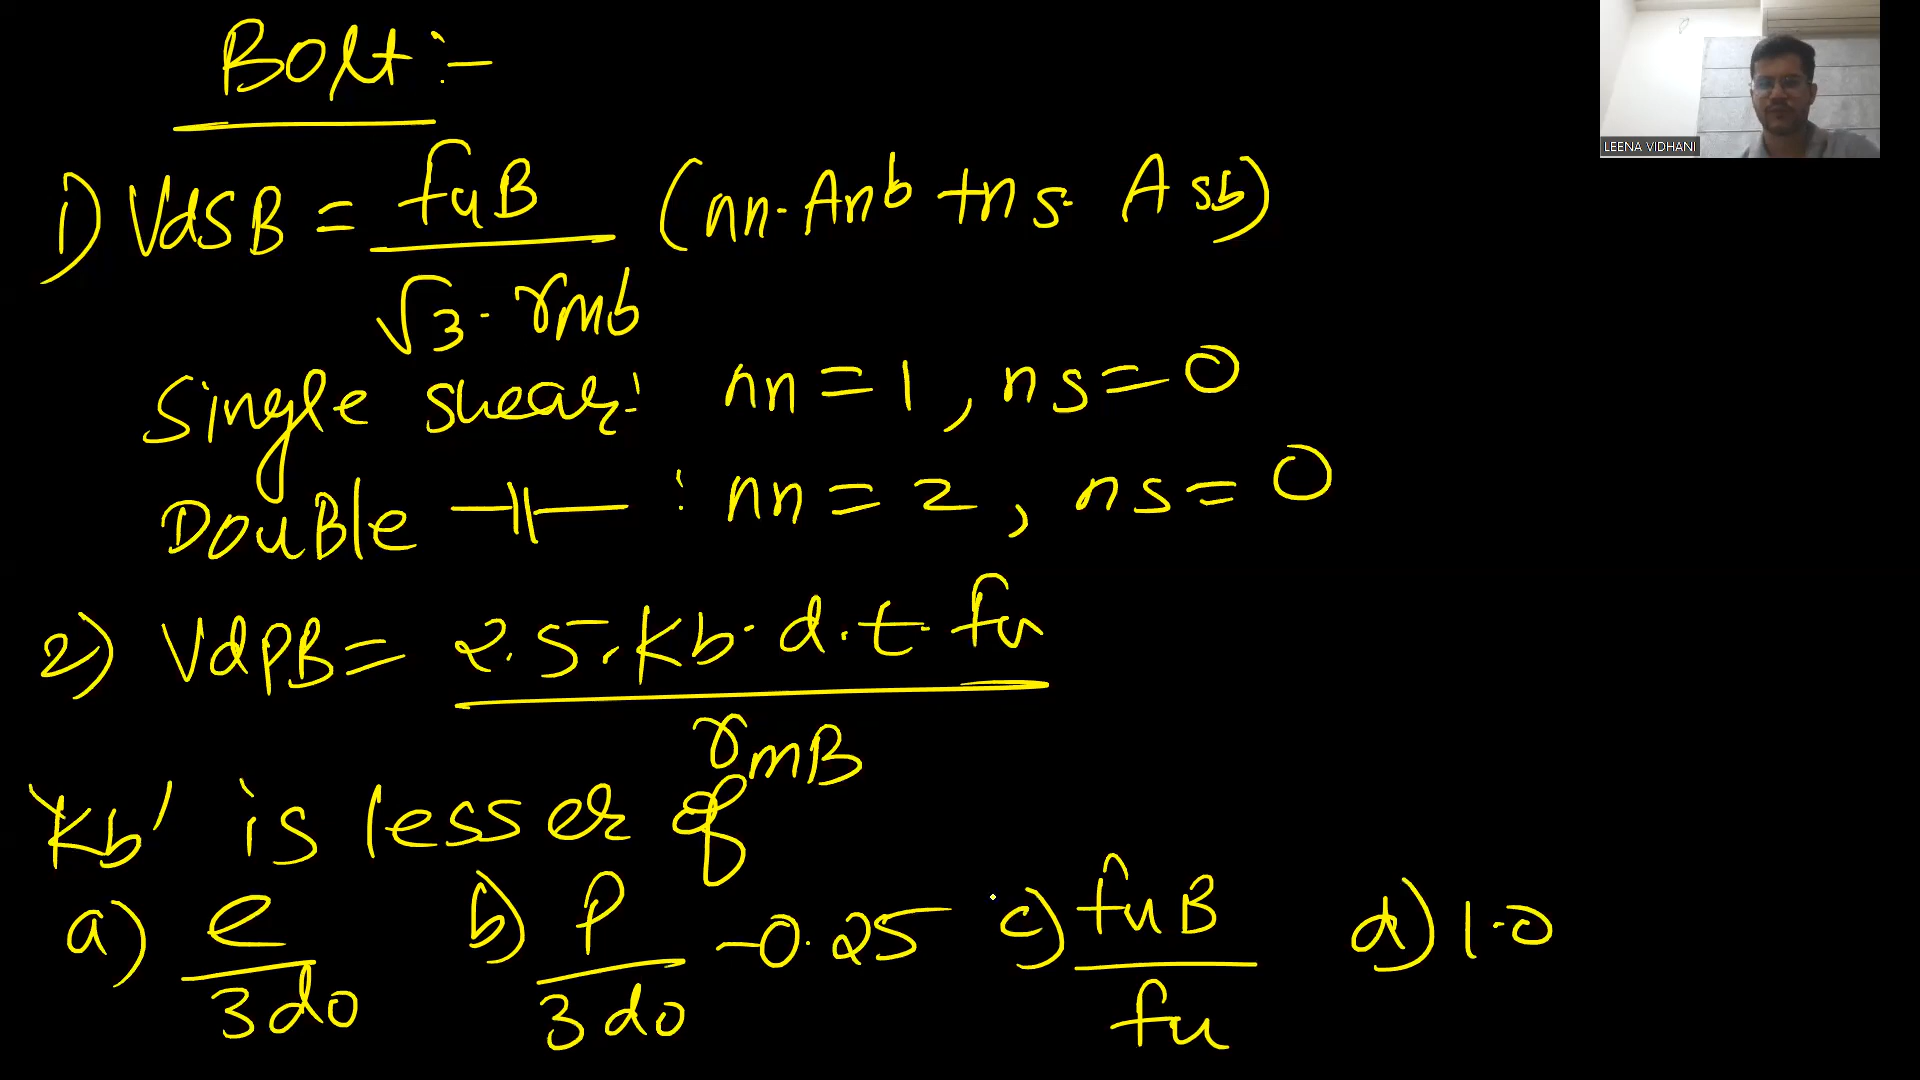 Bolt :-
LEENA VIDHANI
1) VdSB = fuB / √3 · γmb (nn · Anb + ns · Asb)
Single shear : nn = 1 , ns = 0
DouBle —||— : nn = 2 , ns = 0
2) VdPB = 2.5 · Kb · d · t · fu / γmB
'Kb' is lesser of
a) e / 3do b) P / 3do - 0.25 c) fuB / fu d) 1.0